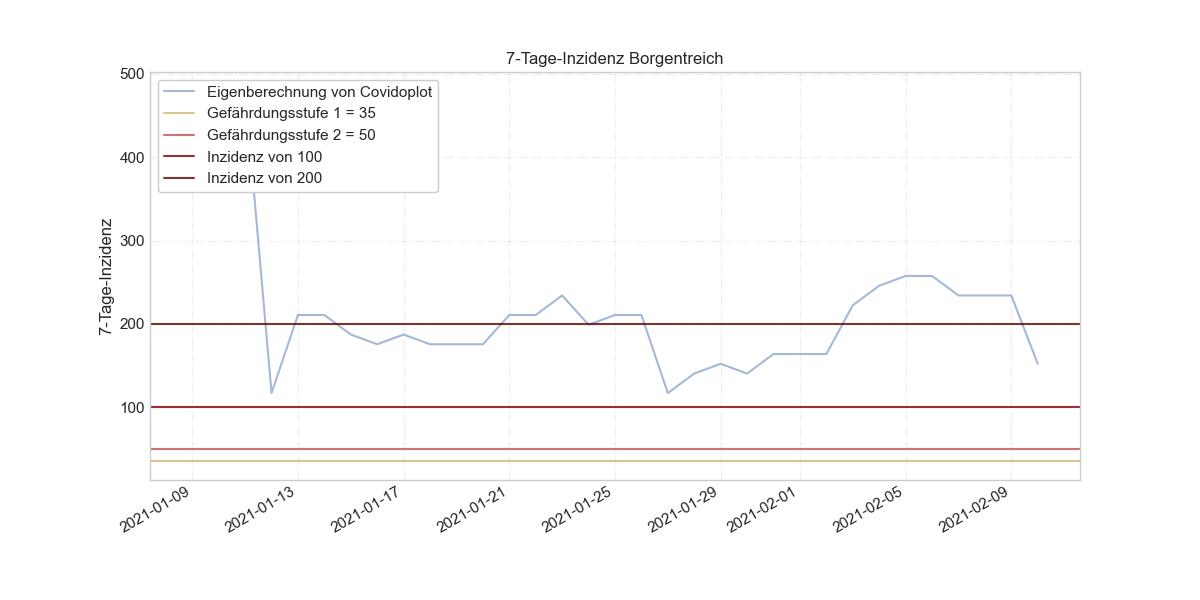 7-Tage-Inzidenz Borgentreich
500
400
300
200
100
7-Tage-Inzidenz
Eigenberechnung von Covidoplot
Gefährdungsstufe 1 = 35
Gefährdungsstufe 2 = 50
Inzidenz von 100
Inzidenz von 200
2021-01-09
2021-01-13
2021-01-17
2021-01-21
2021-01-25
2021-01-29
2021-02-01
2021-02-05
2021-02-09